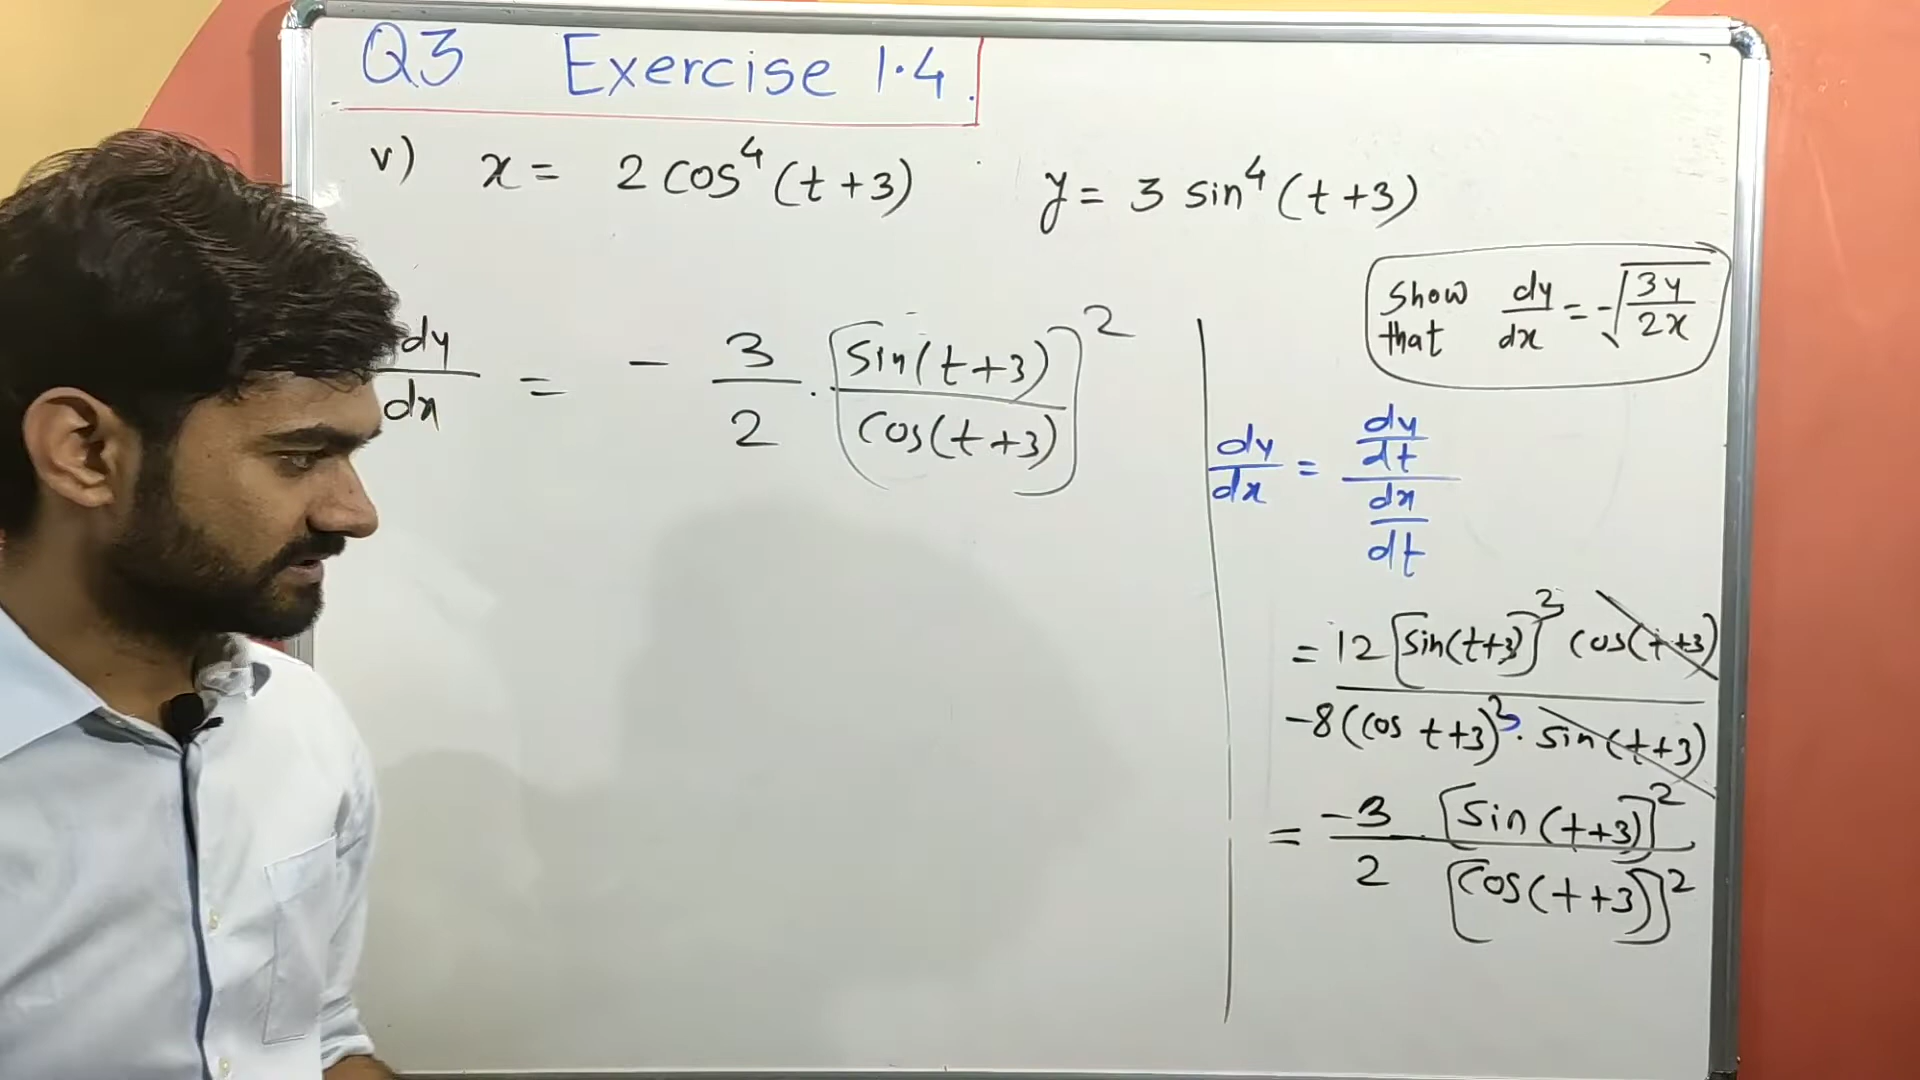 Q3 Exercise 1.4.
v) x = 2 cos⁴ (t+3) y = 3 sin⁴ (t+3)
Show that dy/dx = -√(3y/2x)
dy/dx = - 3/2 · [Sin(t+3)/Cos(t+3)]²
dy/dx = (dy/dt)/(dx/dt)
= 12 [Sin(t+3)]³ cos(t+3) / -8 (cos t+3)³ · sin(t+3)
= -3/2 · [Sin(t+3)]² / [Cos(t+3)]²